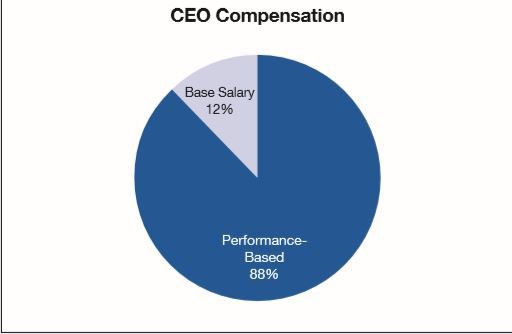 CEO Compensation
Base Salary
12%
Performance-
Based
88%